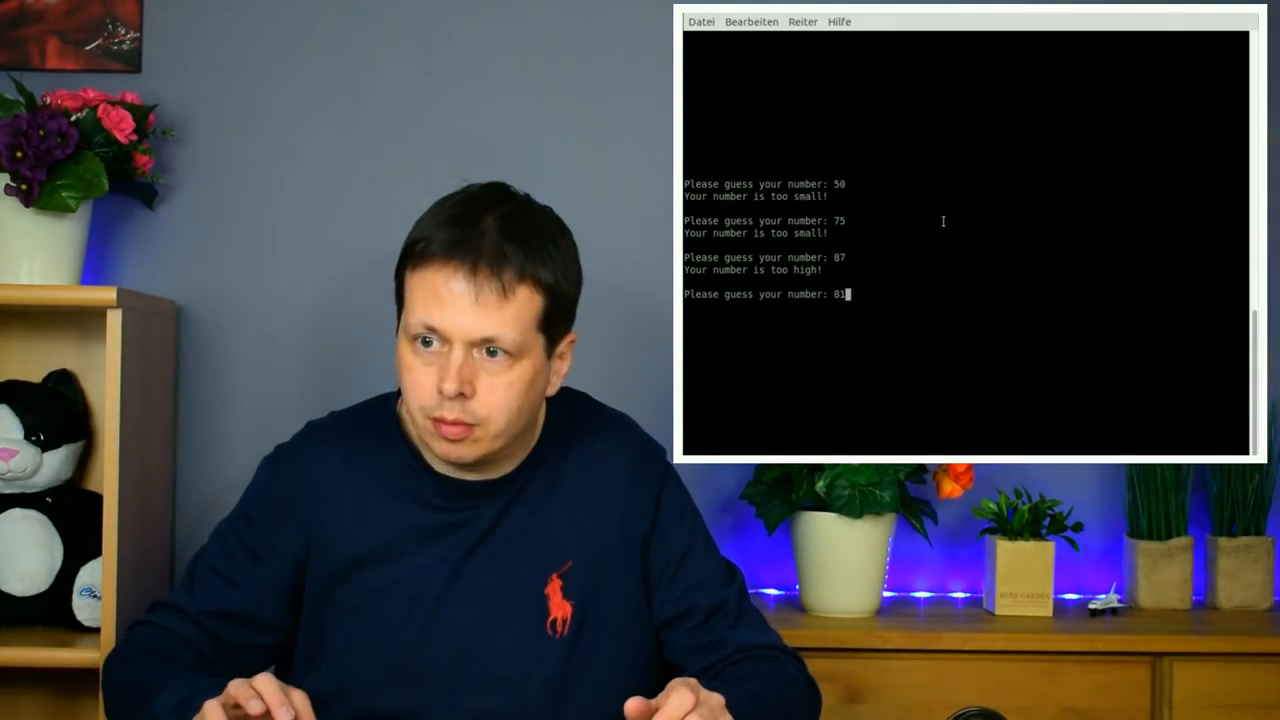 Datei Bearbeiten Reiter Hilfe
Please guess your number: 50
Your number is too small!
Please guess your number: 75
Your number is too small!
Please guess your number: 87
Your number is too high!
Please guess your number: 81
HERB GARDEN